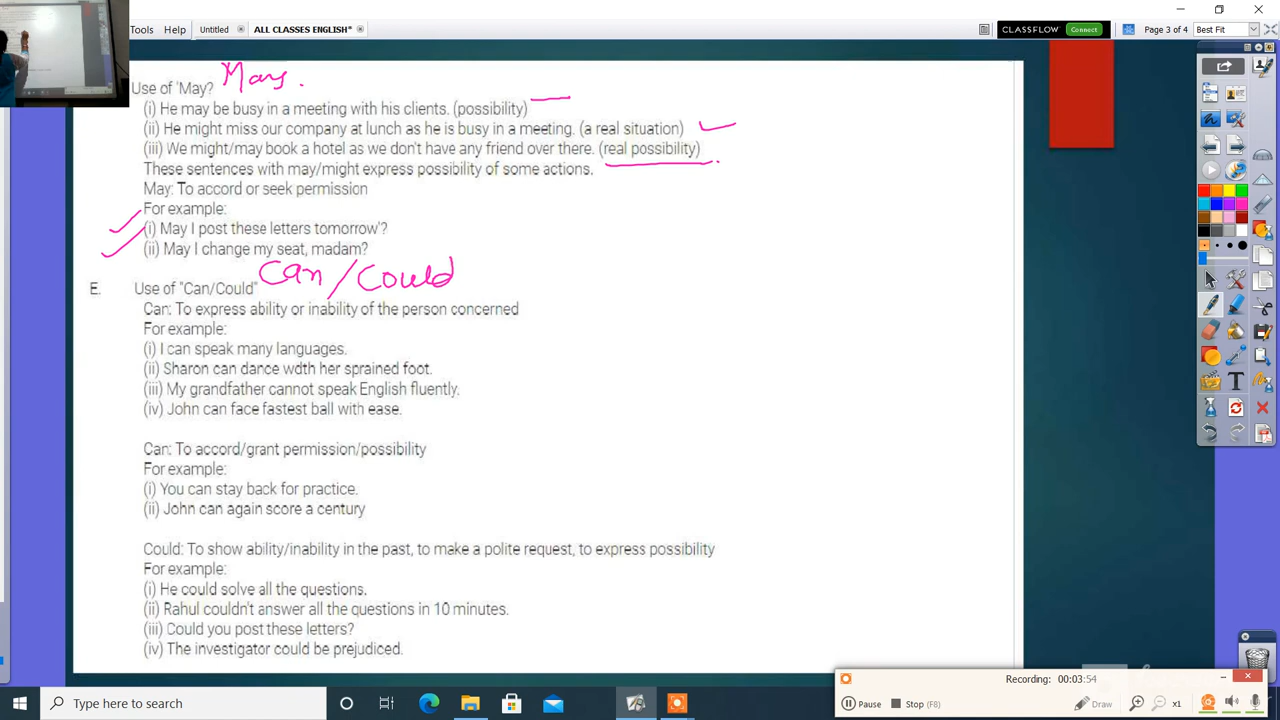 Tools Help Untitled ALL CLASSES ENGLISH* CLASSFLOW Connect Page 3 of 4 Best Fit
Use of 'May? May.
(i) He may be busy in a meeting with his clients. (possibility)
(ii) He might miss our company at lunch as he is busy in a meeting. (a real situation)
(iii) We might/may book a hotel as we don't have any friend over there. (real possibility)
These sentences with may/might express possibility of some actions.
May: To accord or seek permission
For example:
(i) May I post these letters tomorrow'?
(ii) May I change my seat, madam?
Can/Could
E. Use of "Can/Could"
Can: To express ability or inability of the person concerned
For example:
(i) I can speak many languages.
(ii) Sharon can dance wdth her sprained foot.
(iii) My grandfather cannot speak English fluently.
(iv) John can face fastest ball with ease.
Can: To accord/grant permission/possibility
For example:
(i) You can stay back for practice.
(ii) John can again score a century
Could: To show ability/inability in the past, to make a polite request, to express possibility
For example:
(i) He could solve all the questions.
(ii) Rahul couldn't answer all the questions in 10 minutes.
(iii) Could you post these letters?
(iv) The investigator could be prejudiced.
Recording: 00:03:54
Pause Stop (F8) Draw x1
Type here to search